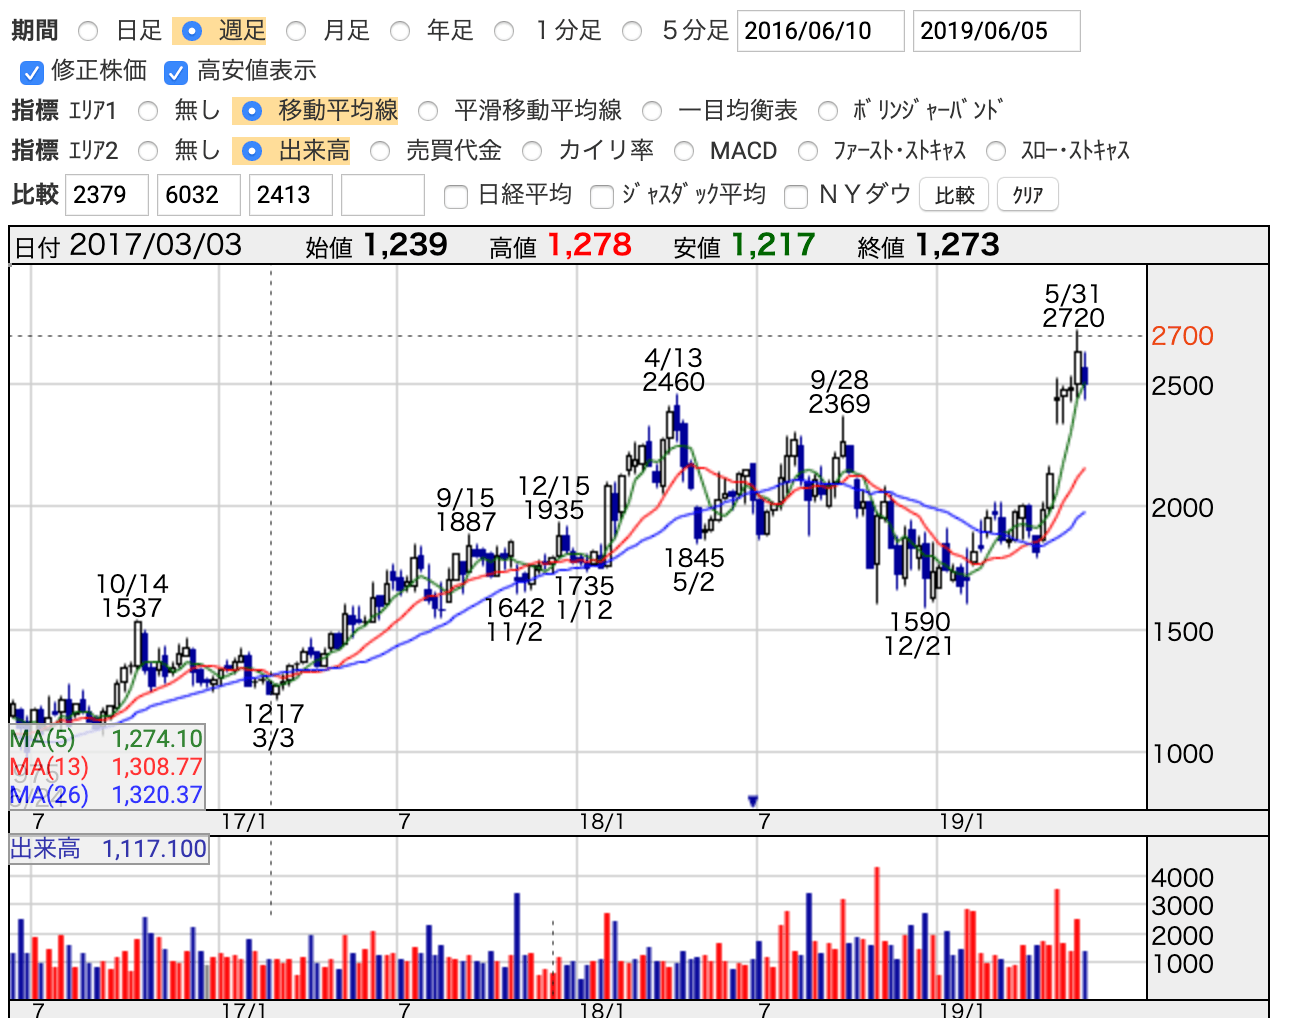 期間 日足 週足 月足 年足 １分足 ５分足 2016/06/10 2019/06/05
修正株価 高安値表示
指標 ｴﾘｱ1 無し 移動平均線 平滑移動平均線 一目均衡表 ﾎﾞﾘﾝｼﾞｬｰﾊﾞﾝﾄﾞ
指標 ｴﾘｱ2 無し 出来高 売買代金 カイリ率 MACD ﾌｧｰｽﾄ･ｽﾄｷｬｽ ｽﾛｰ･ｽﾄｷｬｽ
比較 2379 6032 2413 日経平均 ｼﾞｬｽﾀﾞｯｸ平均 ＮＹダウ 比較 ｸﾘｱ
日付 2017/03/03 始値 1,239 高値 1,278 安値 1,217 終値 1,273
5/31
2720
2700
4/13
2460
9/28
2369
2500
12/15
1935
9/15
1887
2000
1845
5/2
1735
1/12
10/14
1537
1642
11/2
1590
12/21
1500
1217
3/3
MA(5) 1,274.10
1000
MA(13) 1,308.77
975
MA(26) 1,320.37
7 17/1 7 18/1 7 19/1
出来高 1,117.100
4000
3000
2000
1000
7 17/1 7 18/1 7 19/1